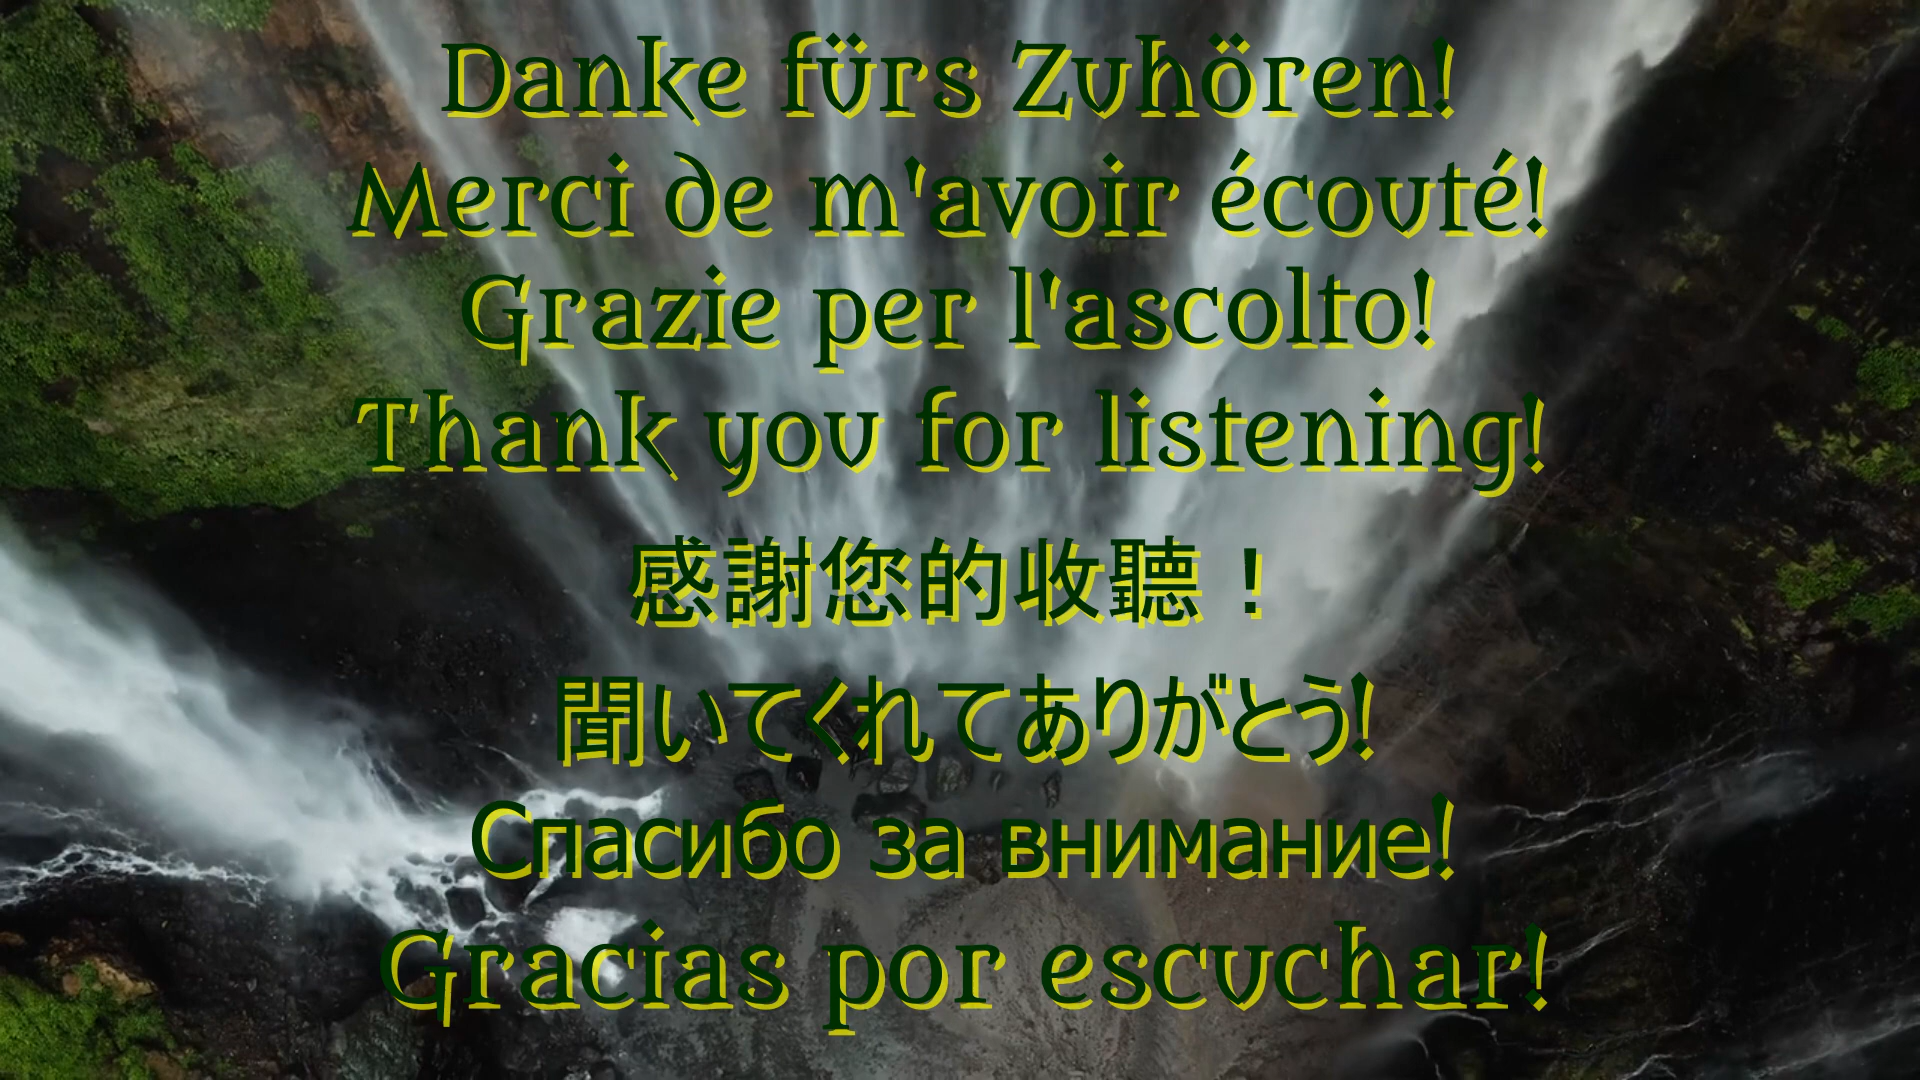 Danke fürs Zuhören!
Merci de m'avoir écouté!
Grazie per l'ascolto!
Thank you for listening!
感謝您的收聽！
聞いてくれてありがとう!
Спасибо за внимание!
Gracias por escuchar!